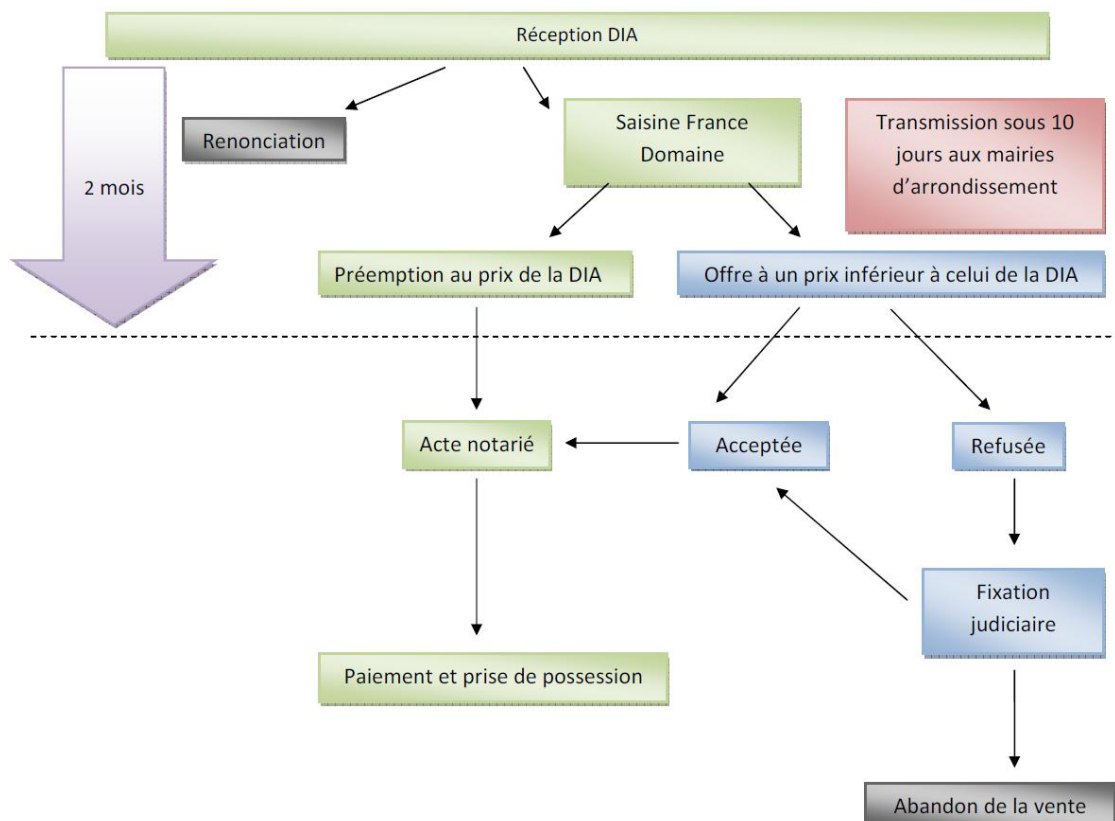 Réception DIA
Renonciation
Saisine France
Domaine
Transmission sous 10
jours aux mairies
d'arrondissement
2 mois
Préemption au prix de la DIA
Offre à un prix inférieur à celui de la DIA
Acte notarié
Acceptée
Refusée
Fixation
judiciaire
Paiement et prise de possession
Abandon de la vente